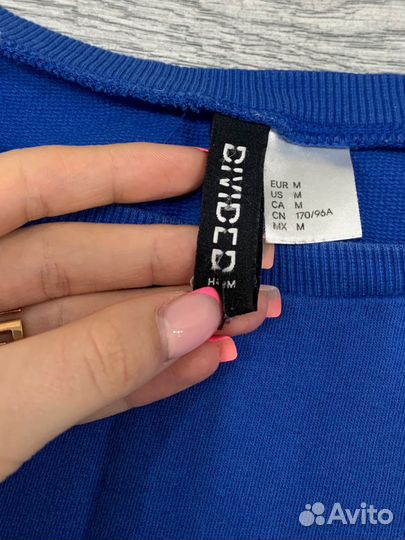 DIVIDED
H&M
EUR M
US M
CA M
CN 170/96A
MX M
Avito